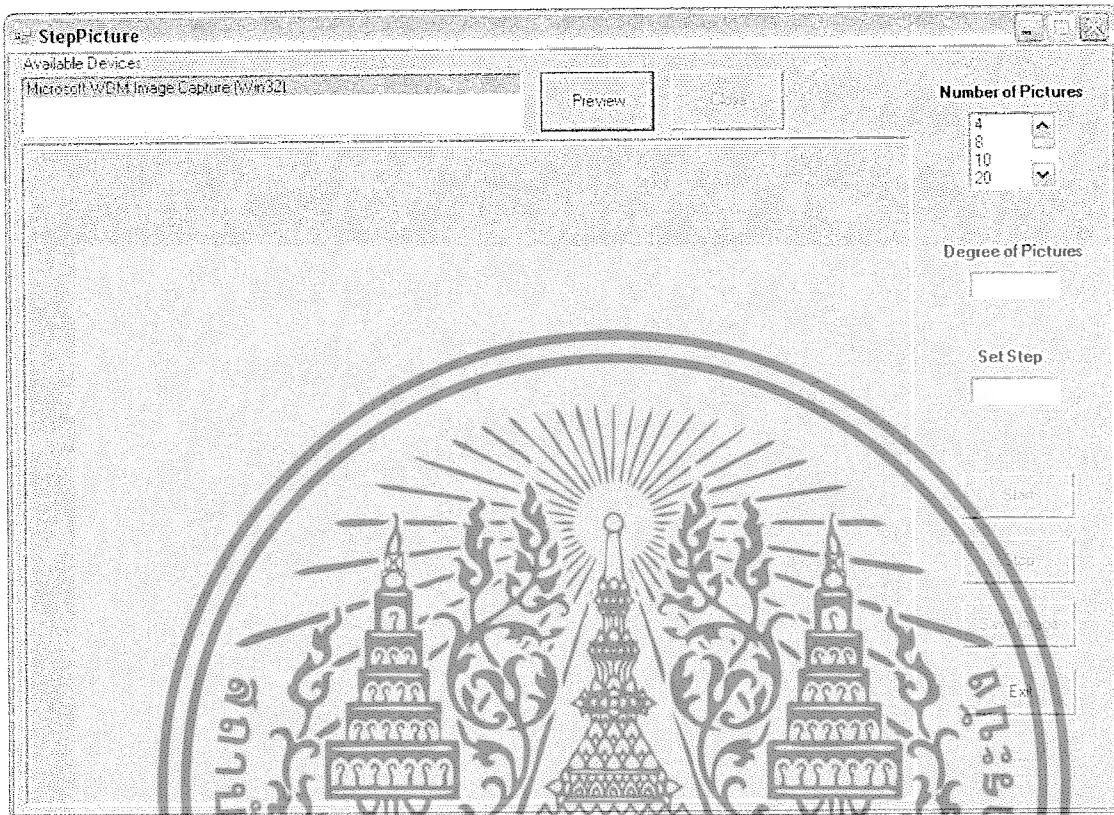 StepPicture
Available Devices
Microsoft WDM Image Capture (Win32)
Preview
Close
Number of Pictures
4
8
10
20
Degree of Pictures
Set Step
Start
Stop
Exit